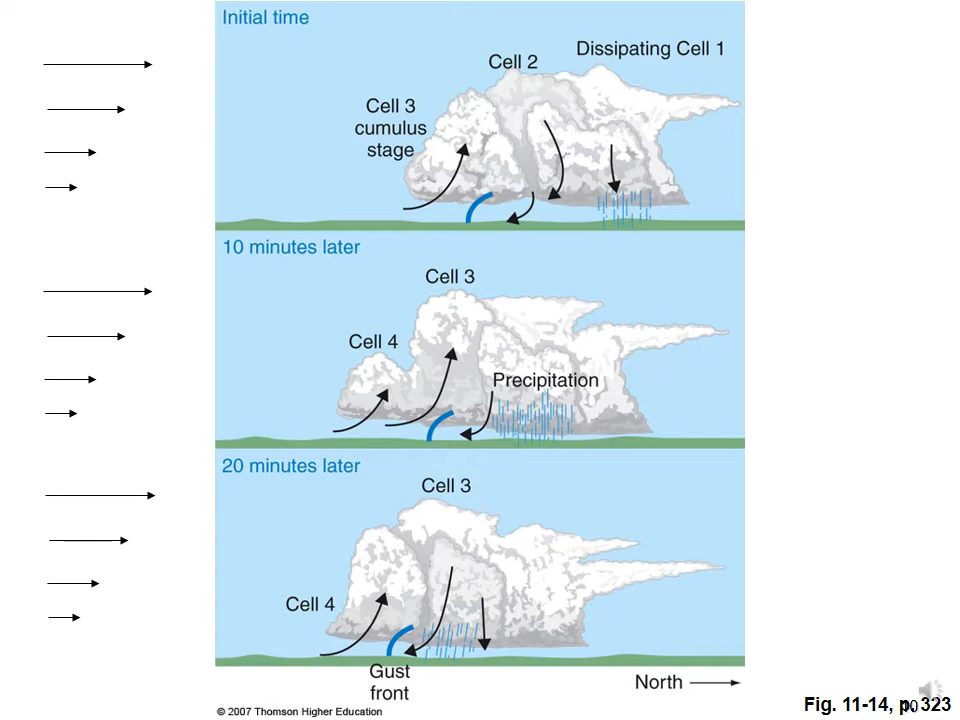 Initial time
Dissipating Cell 1
Cell 2
Cell 3
cumulus
stage
10 minutes later
Cell 3
Cell 4
Precipitation
20 minutes later
Cell 3
Cell 4
Gust
front
North
© 2007 Thomson Higher Education
Fig. 11-14, p. 323
10